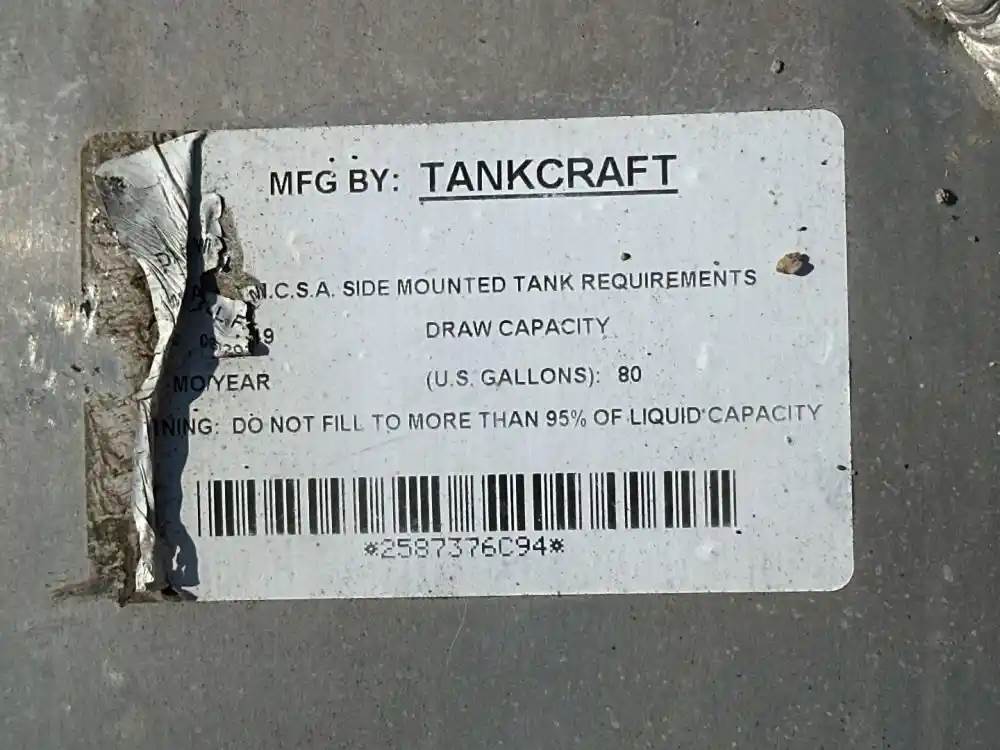 MFG BY: TANKCRAFT
M.C.S.A. SIDE MOUNTED TANK REQUIREMENTS
DRAW CAPACITY
MO/YEAR (U.S. GALLONS): 80
NING: DO NOT FILL TO MORE THAN 95% OF LIQUID CAPACITY
*2587376C94*